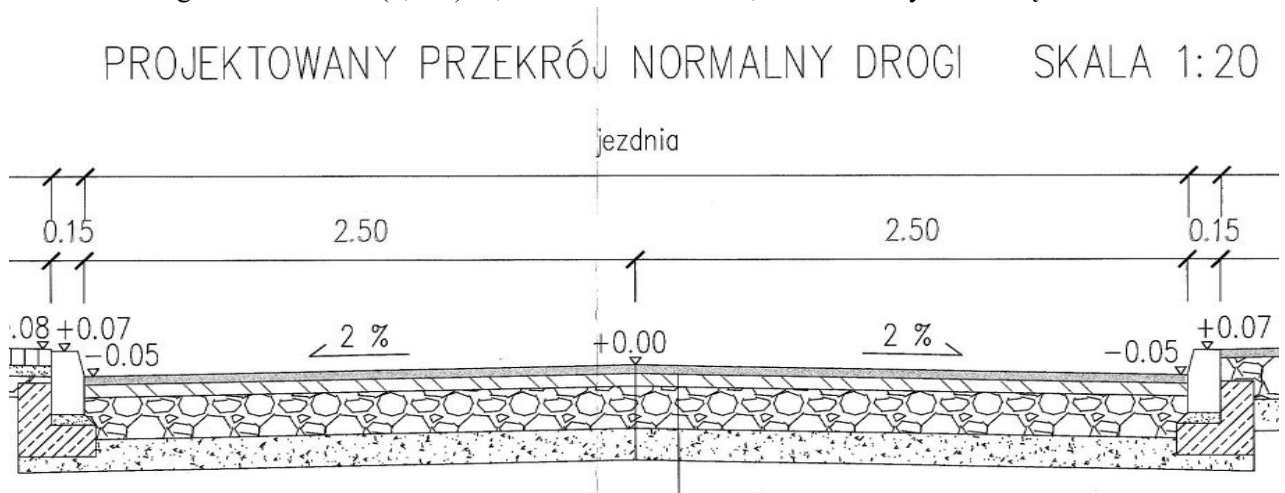 PROJEKTOWANY PRZEKRÓJ NORMALNY DROGI SKALA 1:20
jezdnia
0.15 2.50 2.50 0.15
.08 +0.07 2 % +0.00 2 % +0.07
-0.05 -0.05